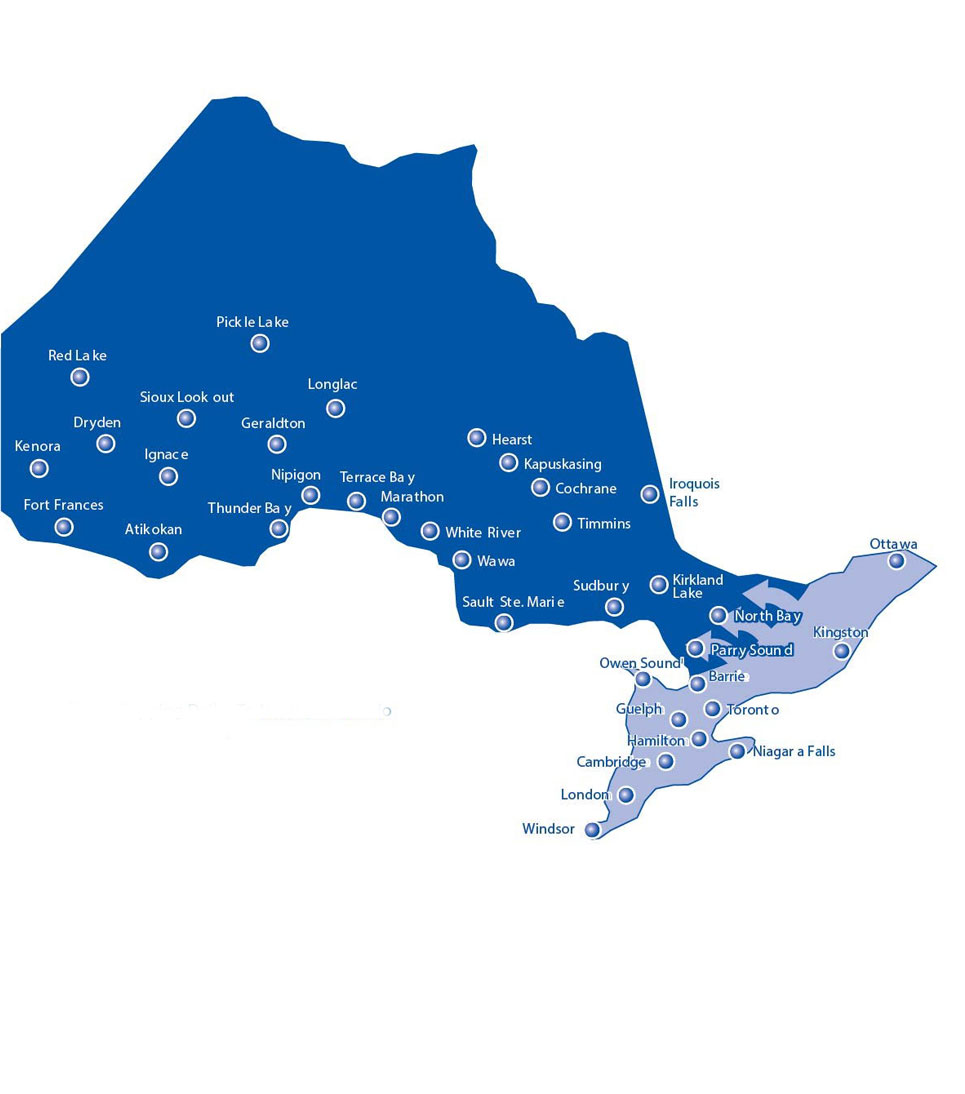 Pickle Lake
Red Lake
Longlac
Sioux Lookout
Dryden
Geraldton
Hearst
Kenora
Ignace
Kapuskasing
Nipigon
Terrace Bay
Iroquois
Falls
Cochrane
Marathon
Fort Frances
Thunder Bay
Timmins
Atikokan
White River
Ottawa
Wawa
Kirkland
Lake
Sudbury
Sault Ste. Marie
North Bay
Kingston
Parry Sound
Owen Sound
Barrie
Guelph
Toronto
Hamilton
Niagara Falls
Cambridge
London
Windsor